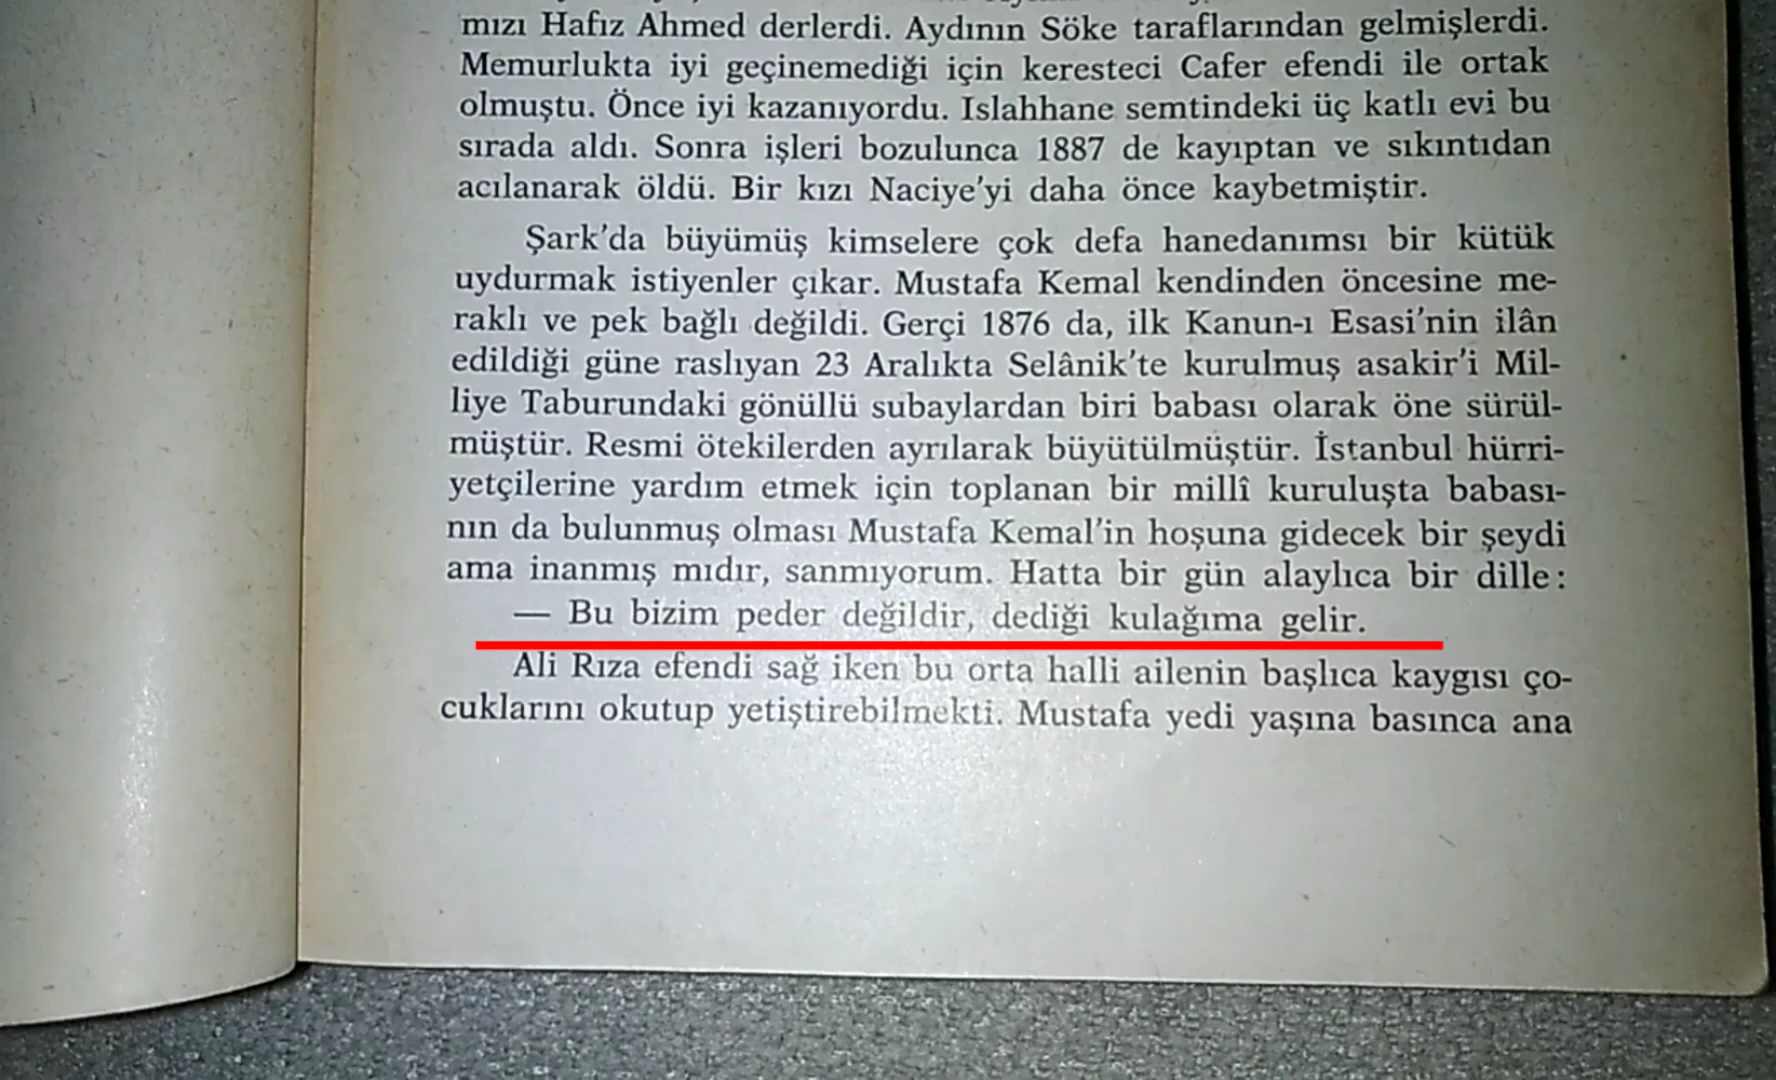 mızı Hafız Ahmed derlerdi. Aydının Söke taraflarından gelmişlerdi.
Memurlukta iyi geçinemediği için keresteci Cafer efendi ile ortak
olmuştu. Önce iyi kazanıyordu. Islahhane semtindeki üç katlı evi bu
sırada aldı. Sonra işleri bozulunca 1887 de kayıptan ve sıkıntıdan
acılanarak öldü. Bir kızı Naciye'yi daha önce kaybetmiştir.
Şark'da büyümüş kimselere çok defa hanedanımsı bir kütük
uydurmak istiyenler çıkar. Mustafa Kemal kendinden öncesine me-
raklı ve pek bağlı değildi. Gerçi 1876 da, ilk Kanun-ı Esasi'nin ilân
edildiği güne raslıyan 23 Aralıkta Selânik'te kurulmuş asakir'i Mil-
liye Taburundaki gönüllü subaylardan biri babası olarak öne sürül-
müştür. Resmi ötekilerden ayrılarak büyütülmüştür. İstanbul hürri-
yetçilerine yardım etmek için toplanan bir millî kuruluşta babası-
nın da bulunmuş olması Mustafa Kemal'in hoşuna gidecek bir şeydi
ama inanmış mıdır, sanmıyorum. Hatta bir gün alaylıca bir dille:
— Bu bizim peder değildir, dediği kulağıma gelir.
Ali Rıza efendi sağ iken bu orta halli ailenin başlıca kaygısı ço-
cuklarını okutup yetiştirebilmekti. Mustafa yedi yaşına basınca ana